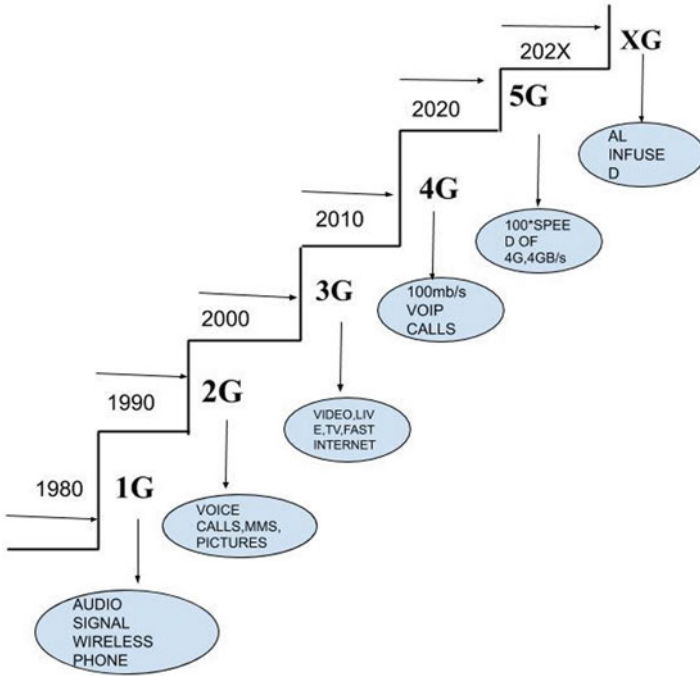 202X
XG
AL
INFUSE
D
2020
5G
100*SPEE
D OF
4G,4GB/s
2010
4G
100mb/s
VOIP
CALLS
2000
3G
VIDEO,LIV
E,TV,FAST
INTERNET
1990
2G
VOICE
CALLS,MMS,
PICTURES
1980
1G
AUDIO
SIGNAL
WIRELESS
PHONE